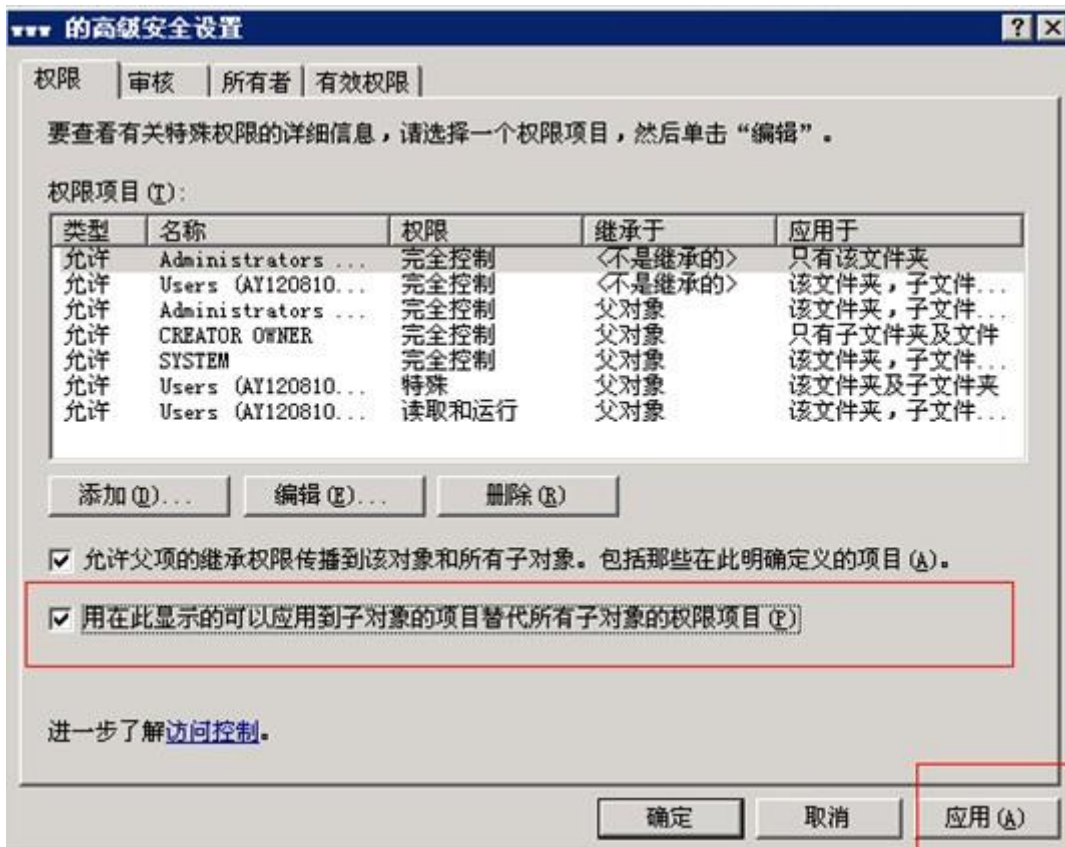 www 的高级安全设置
权限 审核 所有者 有效权限
要查看有关特殊权限的详细信息，请选择一个权限项目，然后单击“编辑”。
权限项目(T):
类型 名称 权限 继承于 应用于
允许 Administrators ... 完全控制 <不是继承的> 只有该文件夹
允许 Users (AY120810... 完全控制 <不是继承的> 该文件夹，子文件...
允许 Administrators ... 完全控制 父对象 该文件夹，子文件...
允许 CREATOR OWNER 完全控制 父对象 只有子文件夹及文件
允许 SYSTEM 完全控制 父对象 该文件夹，子文件...
允许 Users (AY120810... 特殊 父对象 该文件夹及子文件夹
允许 Users (AY120810... 读取和运行 父对象 该文件夹，子文件...
添加(D)... 编辑(E)... 删除(R)
允许父项的继承权限传播到该对象和所有子对象。包括那些在此明确定义的项目(A)。
用在此显示的可以应用到子对象的项目替代所有子对象的权限项目(P)
进一步了解访问控制。
确定 取消 应用(A)